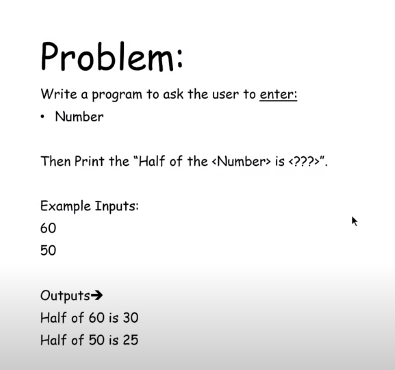 Problem:
Write a program to ask the user to enter:
• Number
Then Print the “Half of the <Number> is <???>”.
Example Inputs:
60
50
Outputs➔
Half of 60 is 30
Half of 50 is 25